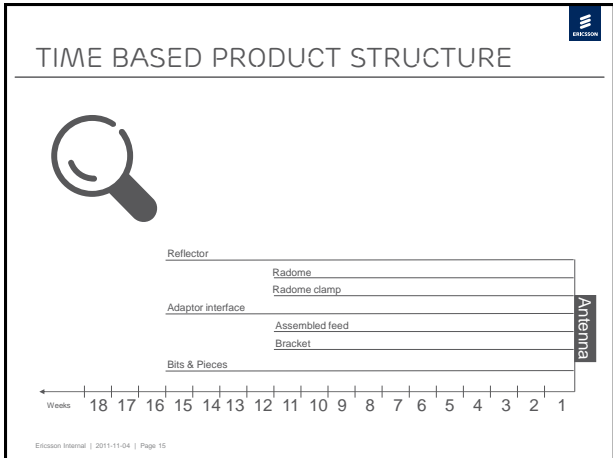 ERICSSON
TIME BASED PRODUCT STRUCTURE
Reflector
Radome
Radome clamp
Adaptor interface
Assembled feed
Bracket
Bits & Pieces
Antenna
Weeks 18 17 16 15 14 13 12 11 10 9 8 7 6 5 4 3 2 1
Ericsson Internal | 2011-11-04 | Page 15